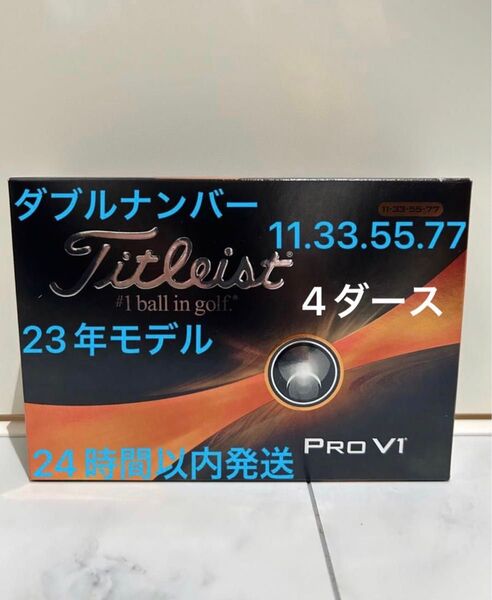 ダブルナンバー
11-33-55-77
11.33.55.77
Titleist®
#1 ball in golf.®
4ダース
23年モデル
PRO V1
24時間以内発送